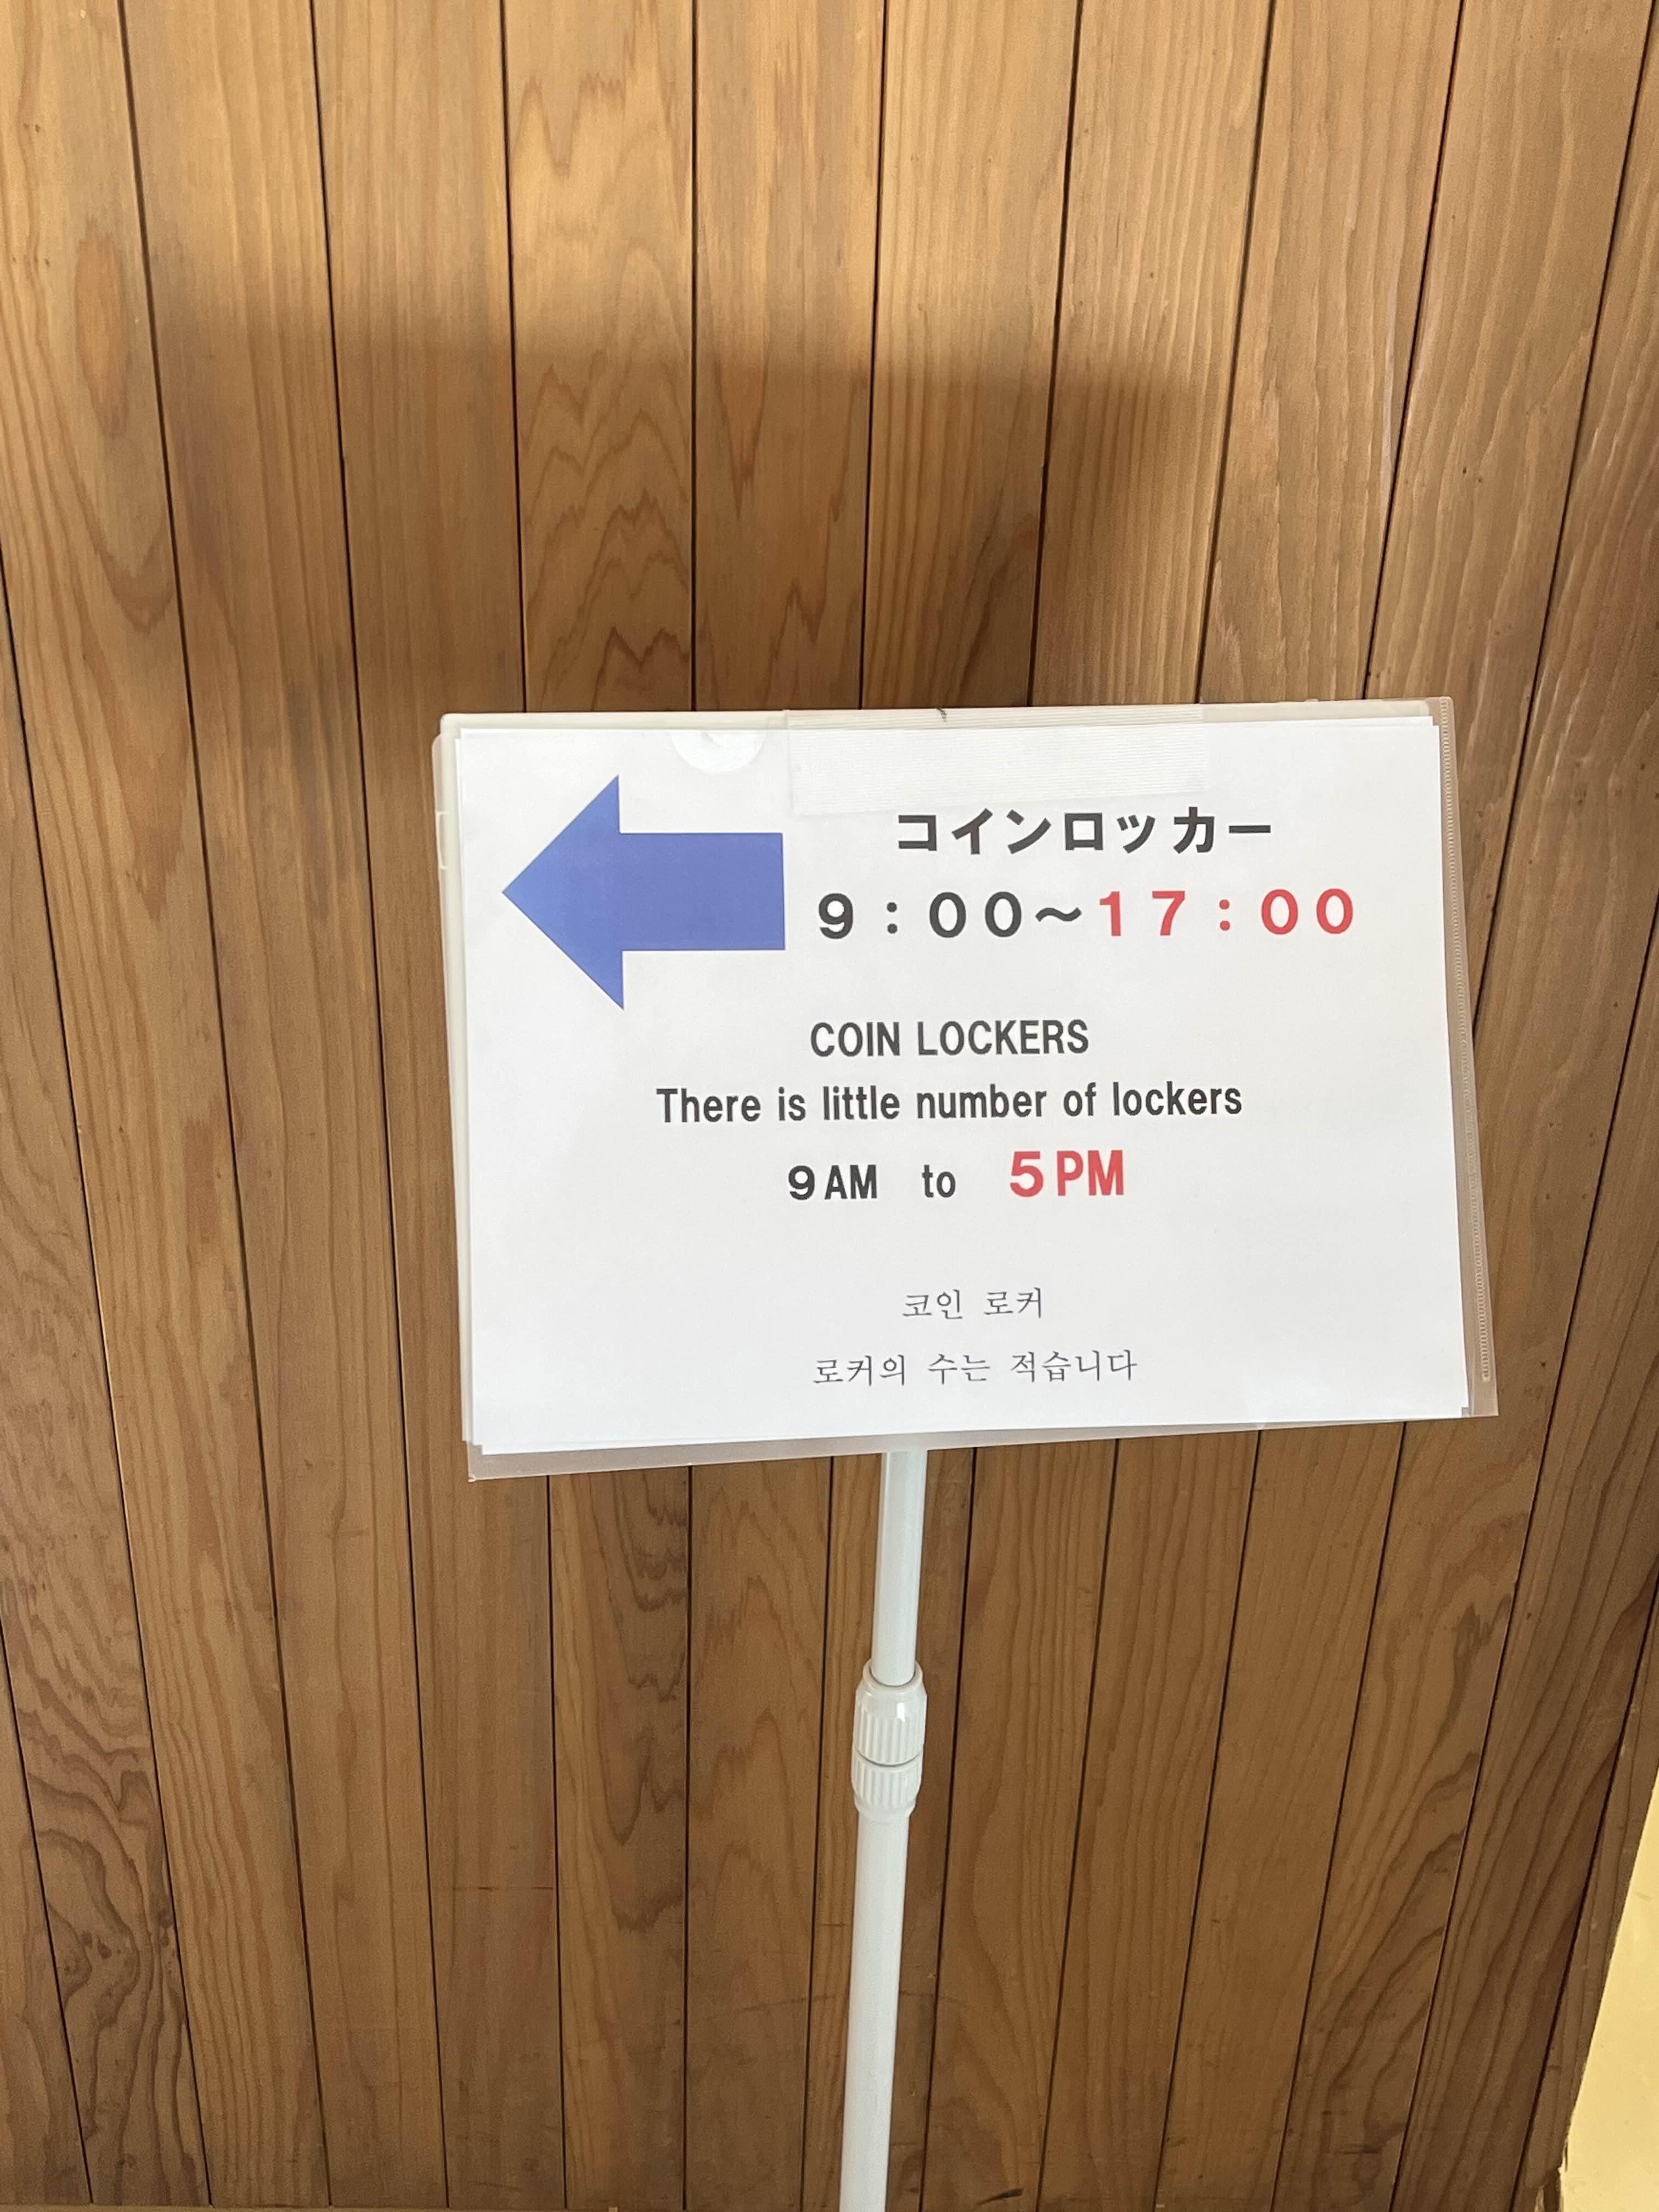 コインロッカー
９：００～１７：００
COIN LOCKERS
There is little number of lockers
９AM to ５PM
코인 로커
로커의 수는 적습니다